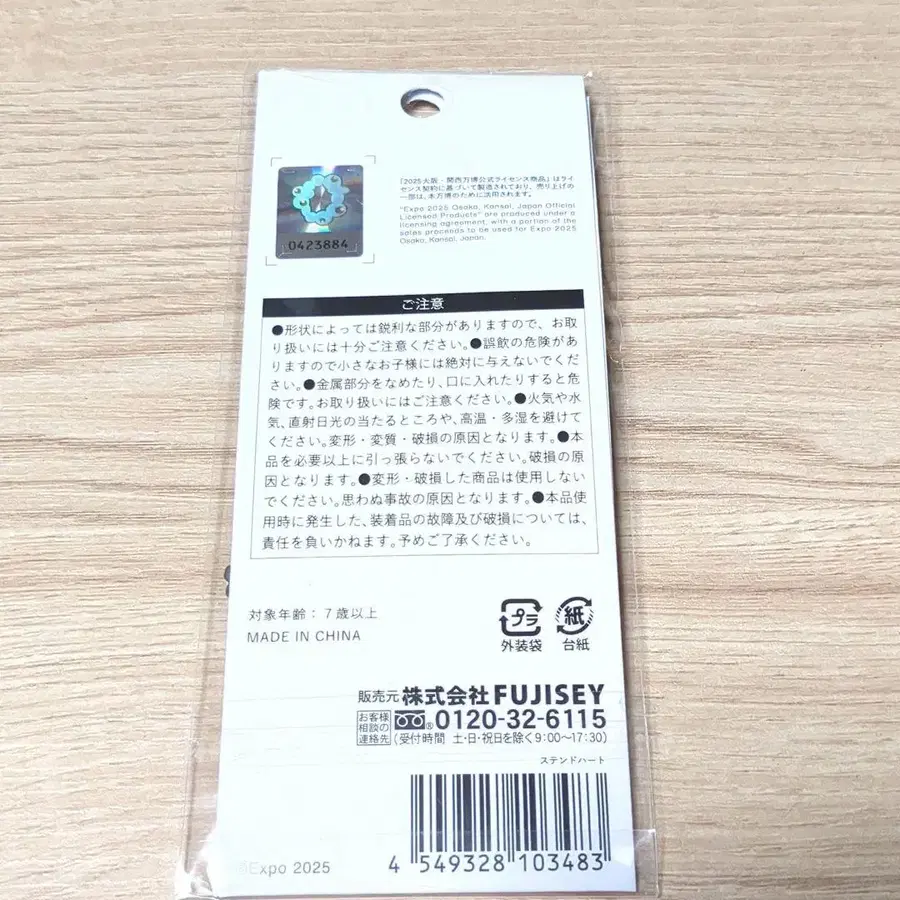 0423884
「2025大阪・関西万博公式ライセンス商品」はライ
センス契約に基づいて製造されており、売り上げの
一部は、本万博のために活用されます。
"Expo 2025 Osaka, Kansai, Japan Official
Licensed Products" are produced under a
licensing agreement, with a portion of the
sales proceeds to be used for Expo 2025
Osaka, Kansai, Japan.
ご注意
●形状によっては鋭利な部分がありますので、お取
り扱いには十分ご注意ください。●誤飲の危険があ
りますので小さなお子様には絶対に与えないでくだ
さい。●金属部分をなめたり、口に入れたりすると危
険です。お取り扱いにはご注意ください。●火気や水
気、直射日光の当たるところや、高温・多湿を避けて
ください。変形・変質・破損の原因となります。●本
品を必要以上に引っ張らないでください。破損の原
因となります。●変形・破損した商品は使用しない
でください。思わぬ事故の原因となります。●本品使
用時に発生した、装着品の故障及び破損については、
責任を負いかねます。予めご了承ください。
対象年齢：7歳以上
MADE IN CHINA
プラ
外装袋
紙
台紙
販売元 株式会社FUJISEY
お客様
相談の
連絡先
®0120-32-6115
(受付時間 土・日・祝日を除く9:00〜17:30)
ステンドハート
4 549328 103483
©Expo 2025